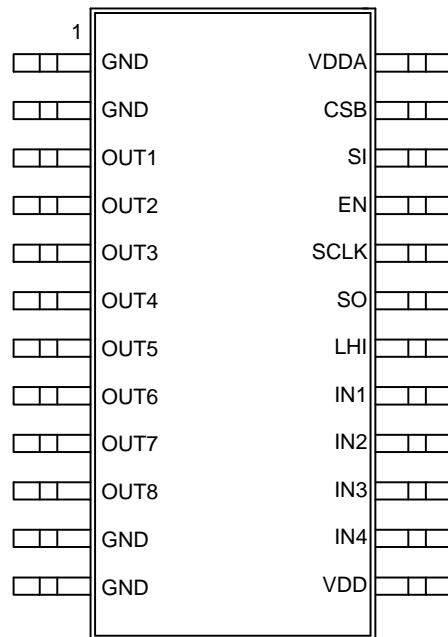 1
GND VDDA
GND CSB
OUT1 SI
OUT2 EN
OUT3 SCLK
OUT4 SO
OUT5 LHI
OUT6 IN1
OUT7 IN2
OUT8 IN3
GND IN4
GND VDD